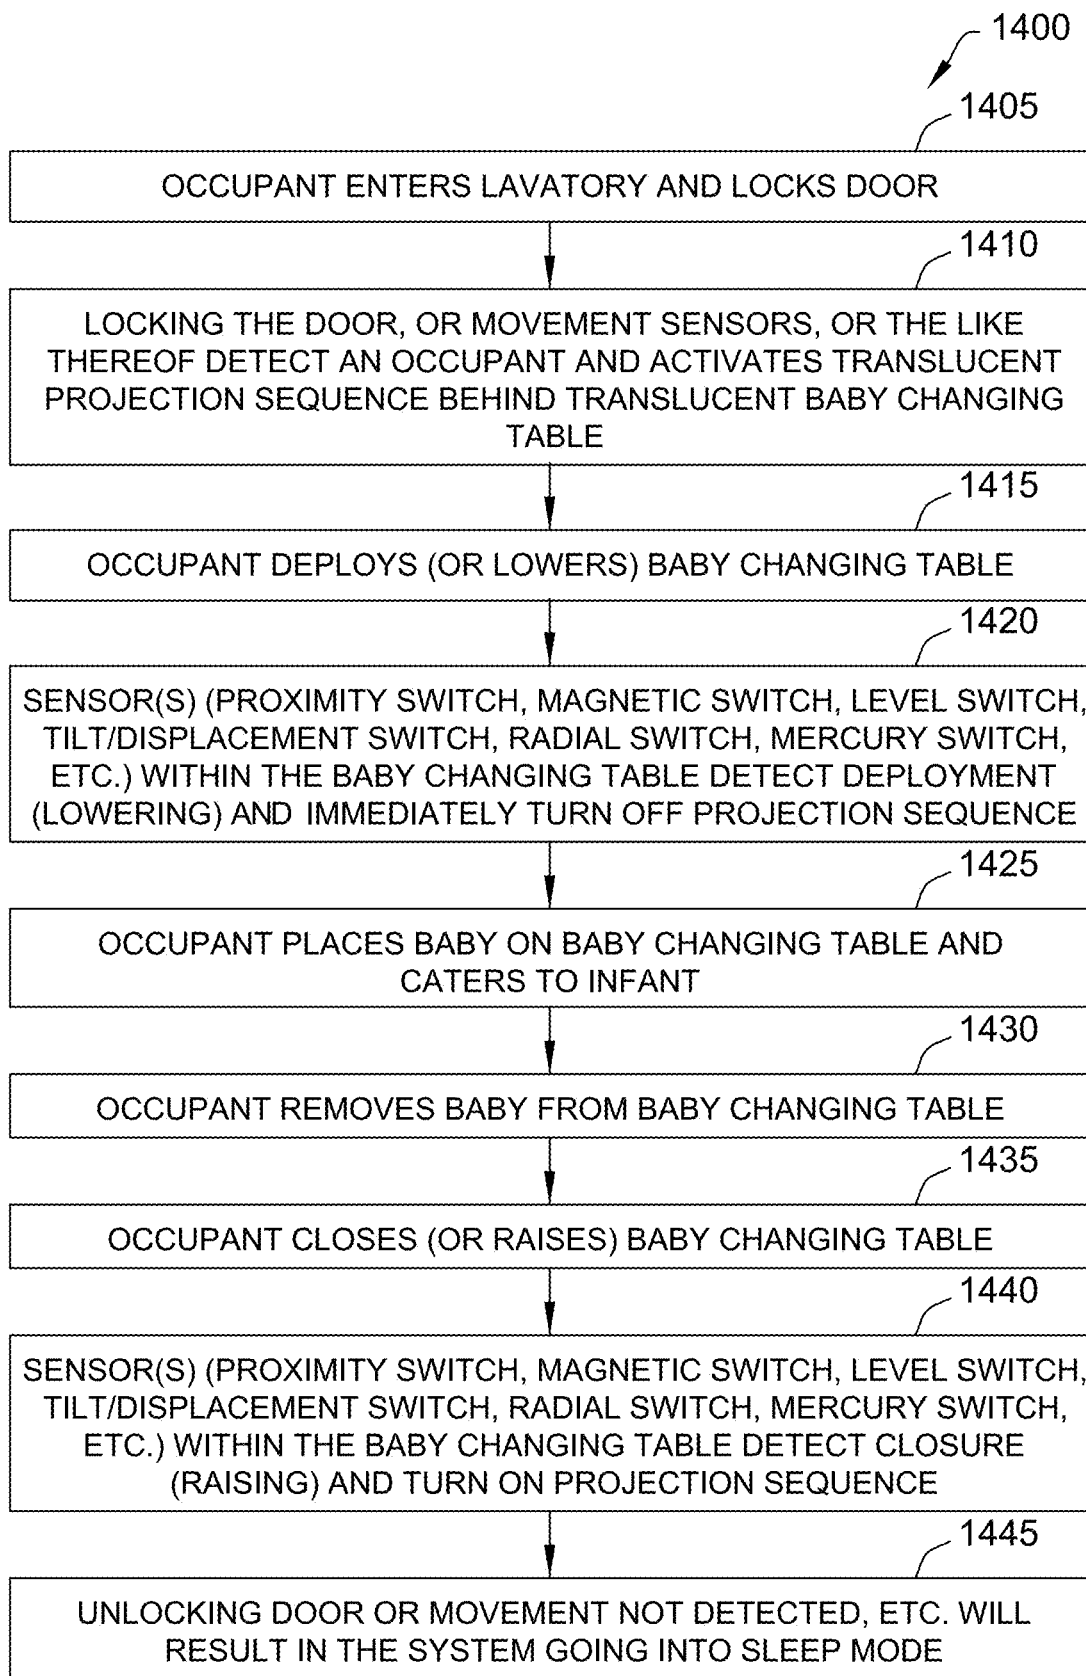 1400
1405
OCCUPANT ENTERS LAVATORY AND LOCKS DOOR
1410
LOCKING THE DOOR, OR MOVEMENT SENSORS, OR THE LIKE
THEREOF DETECT AN OCCUPANT AND ACTIVATES TRANSLUCENT
PROJECTION SEQUENCE BEHIND TRANSLUCENT BABY CHANGING
TABLE
1415
OCCUPANT DEPLOYS (OR LOWERS) BABY CHANGING TABLE
1420
SENSOR(S) (PROXIMITY SWITCH, MAGNETIC SWITCH, LEVEL SWITCH,
TILT/DISPLACEMENT SWITCH, RADIAL SWITCH, MERCURY SWITCH,
ETC.) WITHIN THE BABY CHANGING TABLE DETECT DEPLOYMENT
(LOWERING) AND IMMEDIATELY TURN OFF PROJECTION SEQUENCE
1425
OCCUPANT PLACES BABY ON BABY CHANGING TABLE AND
CATERS TO INFANT
1430
OCCUPANT REMOVES BABY FROM BABY CHANGING TABLE
1435
OCCUPANT CLOSES (OR RAISES) BABY CHANGING TABLE
1440
SENSOR(S) (PROXIMITY SWITCH, MAGNETIC SWITCH, LEVEL SWITCH,
TILT/DISPLACEMENT SWITCH, RADIAL SWITCH, MERCURY SWITCH,
ETC.) WITHIN THE BABY CHANGING TABLE DETECT CLOSURE
(RAISING) AND TURN ON PROJECTION SEQUENCE
1445
UNLOCKING DOOR OR MOVEMENT NOT DETECTED, ETC. WILL
RESULT IN THE SYSTEM GOING INTO SLEEP MODE